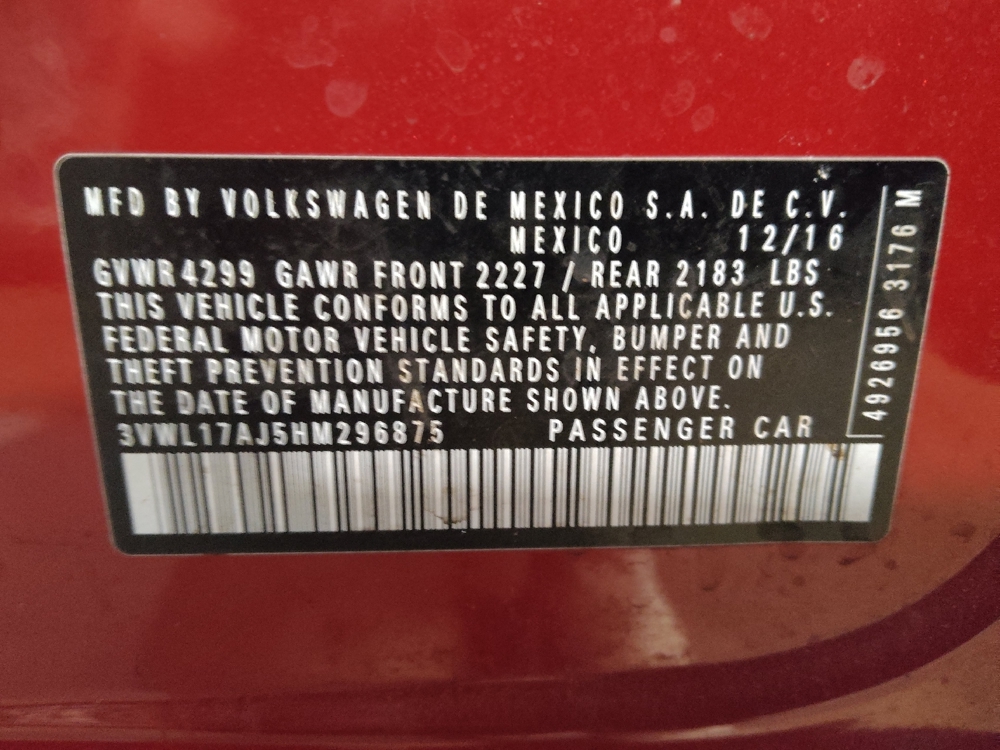 MFD BY VOLKSWAGEN DE MEXICO S.A. DE C.V.
MEXICO 12/16
GVWR 4299 GAWR FRONT 2227 / REAR 2183 LBS
THIS VEHICLE CONFORMS TO ALL APPLICABLE U.S.
FEDERAL MOTOR VEHICLE SAFETY, BUMPER AND
THEFT PREVENTION STANDARDS IN EFFECT ON
THE DATE OF MANUFACTURE SHOWN ABOVE.
3VWL17AJ5HM296875 PASSENGER CAR
4926956 3176 M